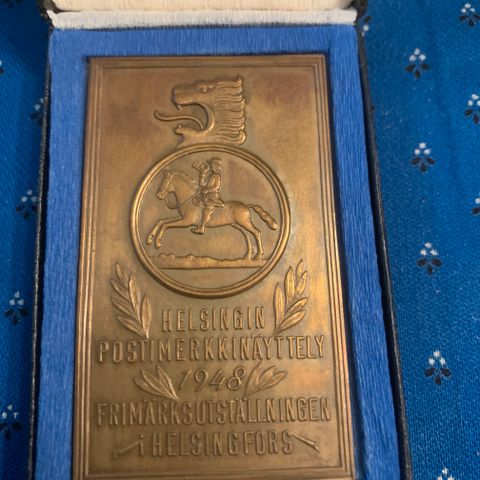 HELSINGIN
POSTIMERKKINÄYTTELY
1948
FRIMÄRKSUTSTÄLLNINGEN
i HELSINGFORS